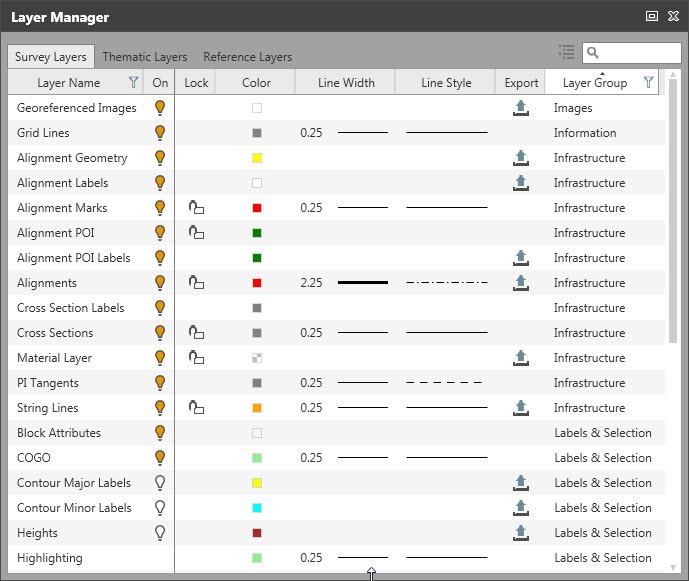 Layer Manager
Survey Layers Thematic Layers Reference Layers
Layer Name On Lock Color Line Width Line Style Export Layer Group
Georeferenced Images Images
Grid Lines 0.25 Information
Alignment Geometry Infrastructure
Alignment Labels Infrastructure
Alignment Marks 0.25 Infrastructure
Alignment POI Infrastructure
Alignment POI Labels Infrastructure
Alignments 2.25 Infrastructure
Cross Section Labels Infrastructure
Cross Sections 0.25 Infrastructure
Material Layer Infrastructure
PI Tangents 0.25 Infrastructure
String Lines 0.25 Infrastructure
Block Attributes Labels & Selection
COGO 0.25 Labels & Selection
Contour Major Labels Labels & Selection
Contour Minor Labels Labels & Selection
Heights Labels & Selection
Highlighting 0.25 Labels & Selection